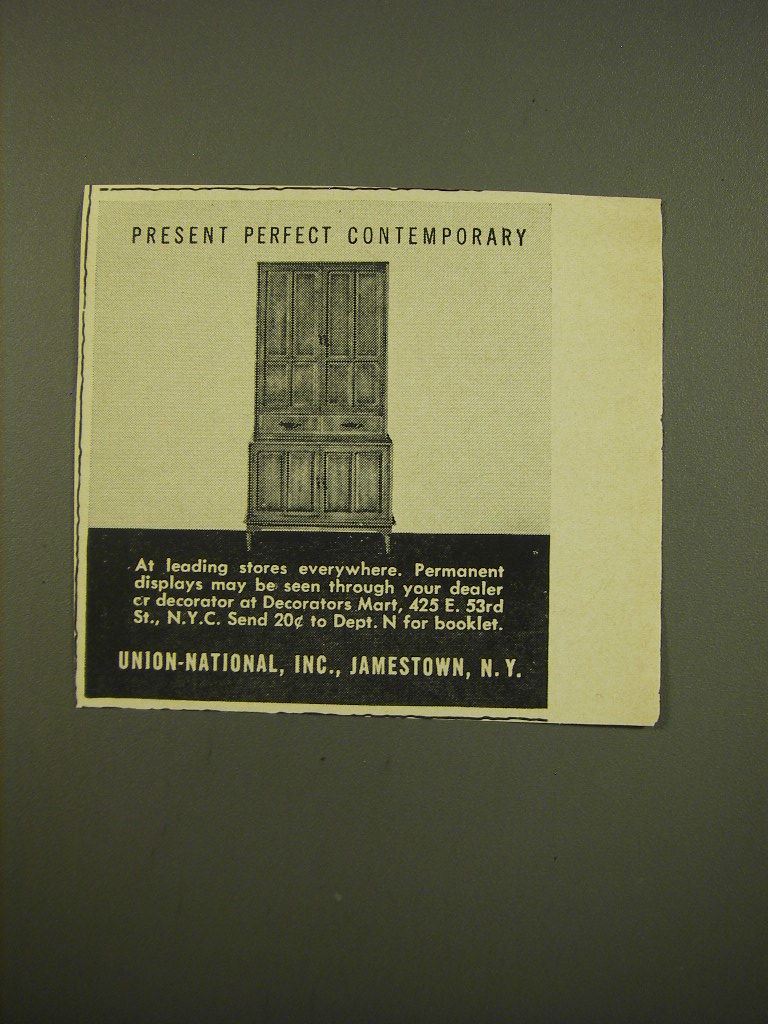 PRESENT PERFECT CONTEMPORARY
At leading stores everywhere. Permanent
displays may be seen through your dealer
or decorator at Decorators Mart, 425 E. 53rd
St., N.Y.C. Send 20¢ to Dept. N for booklet.
UNION-NATIONAL, INC., JAMESTOWN, N.Y.